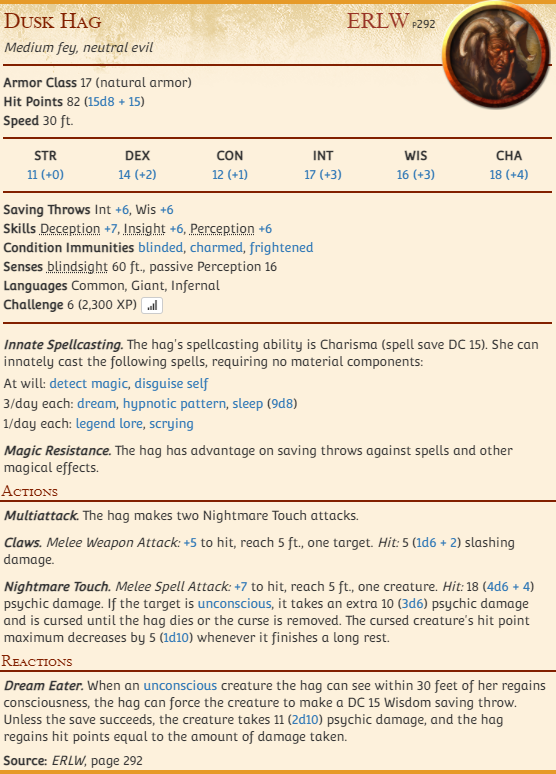 Dusk Hag ERLW p292
Medium fey, neutral evil
Armor Class 17 (natural armor)
Hit Points 82 (15d8 + 15)
Speed 30 ft.
STR DEX CON INT WIS CHA
11 (+0) 14 (+2) 12 (+1) 17 (+3) 16 (+3) 18 (+4)
Saving Throws Int +6, Wis +6
Skills Deception +7, Insight +6, Perception +6
Condition Immunities blinded, charmed, frightened
Senses blindsight 60 ft., passive Perception 16
Languages Common, Giant, Infernal
Challenge 6 (2,300 XP)
Innate Spellcasting. The hag's spellcasting ability is Charisma (spell save DC 15). She can
innately cast the following spells, requiring no material components:
At will: detect magic, disguise self
3/day each: dream, hypnotic pattern, sleep (9d8)
1/day each: legend lore, scrying
Magic Resistance. The hag has advantage on saving throws against spells and other
magical effects.
Actions
Multiattack. The hag makes two Nightmare Touch attacks.
Claws. Melee Weapon Attack: +5 to hit, reach 5 ft., one target. Hit: 5 (1d6 + 2) slashing
damage.
Nightmare Touch. Melee Spell Attack: +7 to hit, reach 5 ft., one creature. Hit: 18 (4d6 + 4)
psychic damage. If the target is unconscious, it takes an extra 10 (3d6) psychic damage
and is cursed until the hag dies or the curse is removed. The cursed creature's hit point
maximum decreases by 5 (1d10) whenever it finishes a long rest.
Reactions
Dream Eater. When an unconscious creature the hag can see within 30 feet of her regains
consciousness, the hag can force the creature to make a DC 15 Wisdom saving throw.
Unless the save succeeds, the creature takes 11 (2d10) psychic damage, and the hag
regains hit points equal to the amount of damage taken.
Source: ERLW, page 292